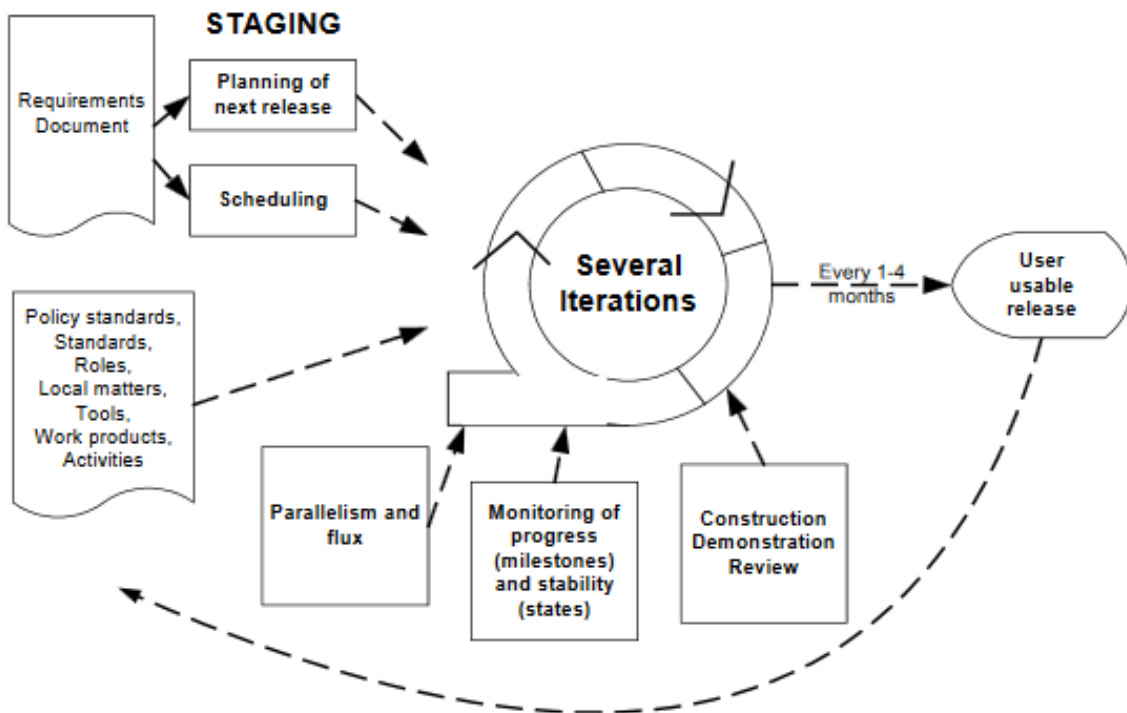 STAGING
Requirements
Document
Planning of
next release
Scheduling
Several
Iterations
Every 1-4
months
User
usable
release
Policy standards,
Standards,
Roles,
Local matters,
Tools,
Work products,
Activities
Parallelism and
flux
Monitoring of
progress
(milestones)
and stability
(states)
Construction
Demonstration
Review